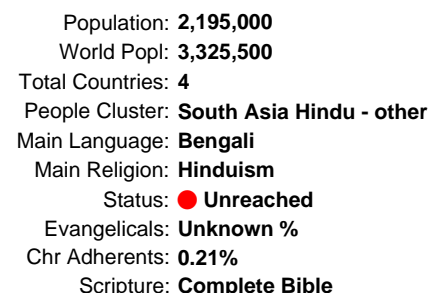 Population: 2,195,000
World Popl: 3,325,500
Total Countries: 4
People Cluster: South Asia Hindu - other
Main Language: Bengali
Main Religion: Hinduism
Status: Unreached
Evangelicals: Unknown %
Chr Adherents: 0.21%
Scripture: Complete Bible